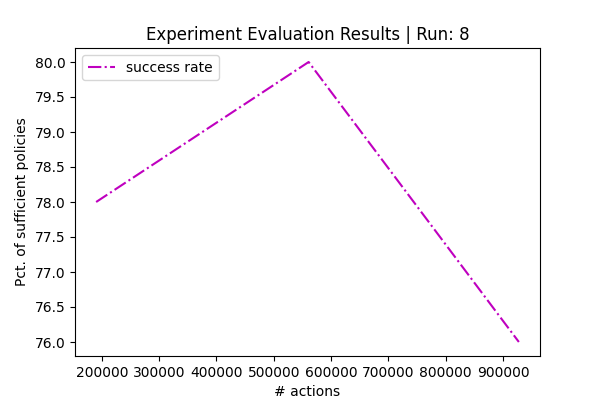 Experiment Evaluation Results | Run: 8
success rate
Pct. of sufficient policies
80.0
79.5
79.0
78.5
78.0
77.5
77.0
76.5
76.0
200000 300000 400000 500000 600000 700000 800000 900000
# actions